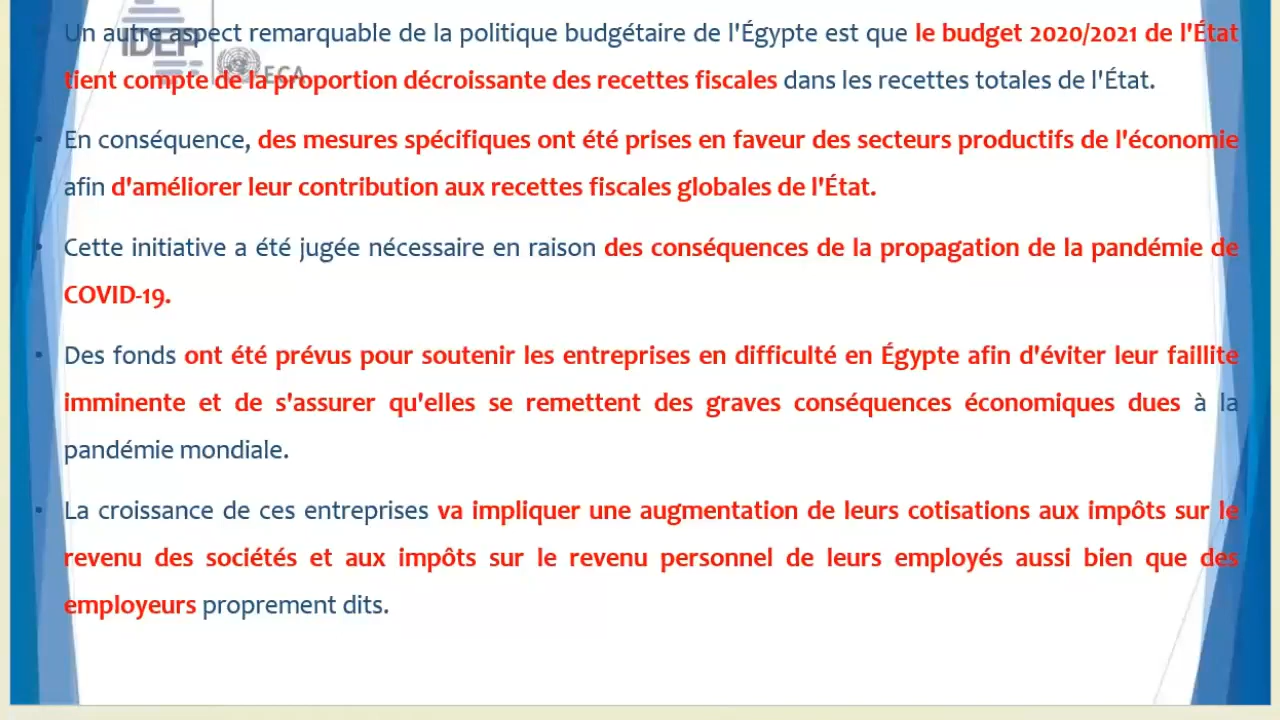 Un autre aspect remarquable de la politique budgétaire de l'Égypte est que le budget 2020/2021 de l'État
tient compte de la proportion décroissante des recettes fiscales dans les recettes totales de l'État.
• En conséquence, des mesures spécifiques ont été prises en faveur des secteurs productifs de l'économie
afin d'améliorer leur contribution aux recettes fiscales globales de l'État.
• Cette initiative a été jugée nécessaire en raison des conséquences de la propagation de la pandémie de
COVID-19.
• Des fonds ont été prévus pour soutenir les entreprises en difficulté en Égypte afin d'éviter leur faillite
imminente et de s'assurer qu'elles se remettent des graves conséquences économiques dues à la
pandémie mondiale.
• La croissance de ces entreprises va impliquer une augmentation de leurs cotisations aux impôts sur le
revenu des sociétés et aux impôts sur le revenu personnel de leurs employés aussi bien que des
employeurs proprement dits.
IDEP
ECA